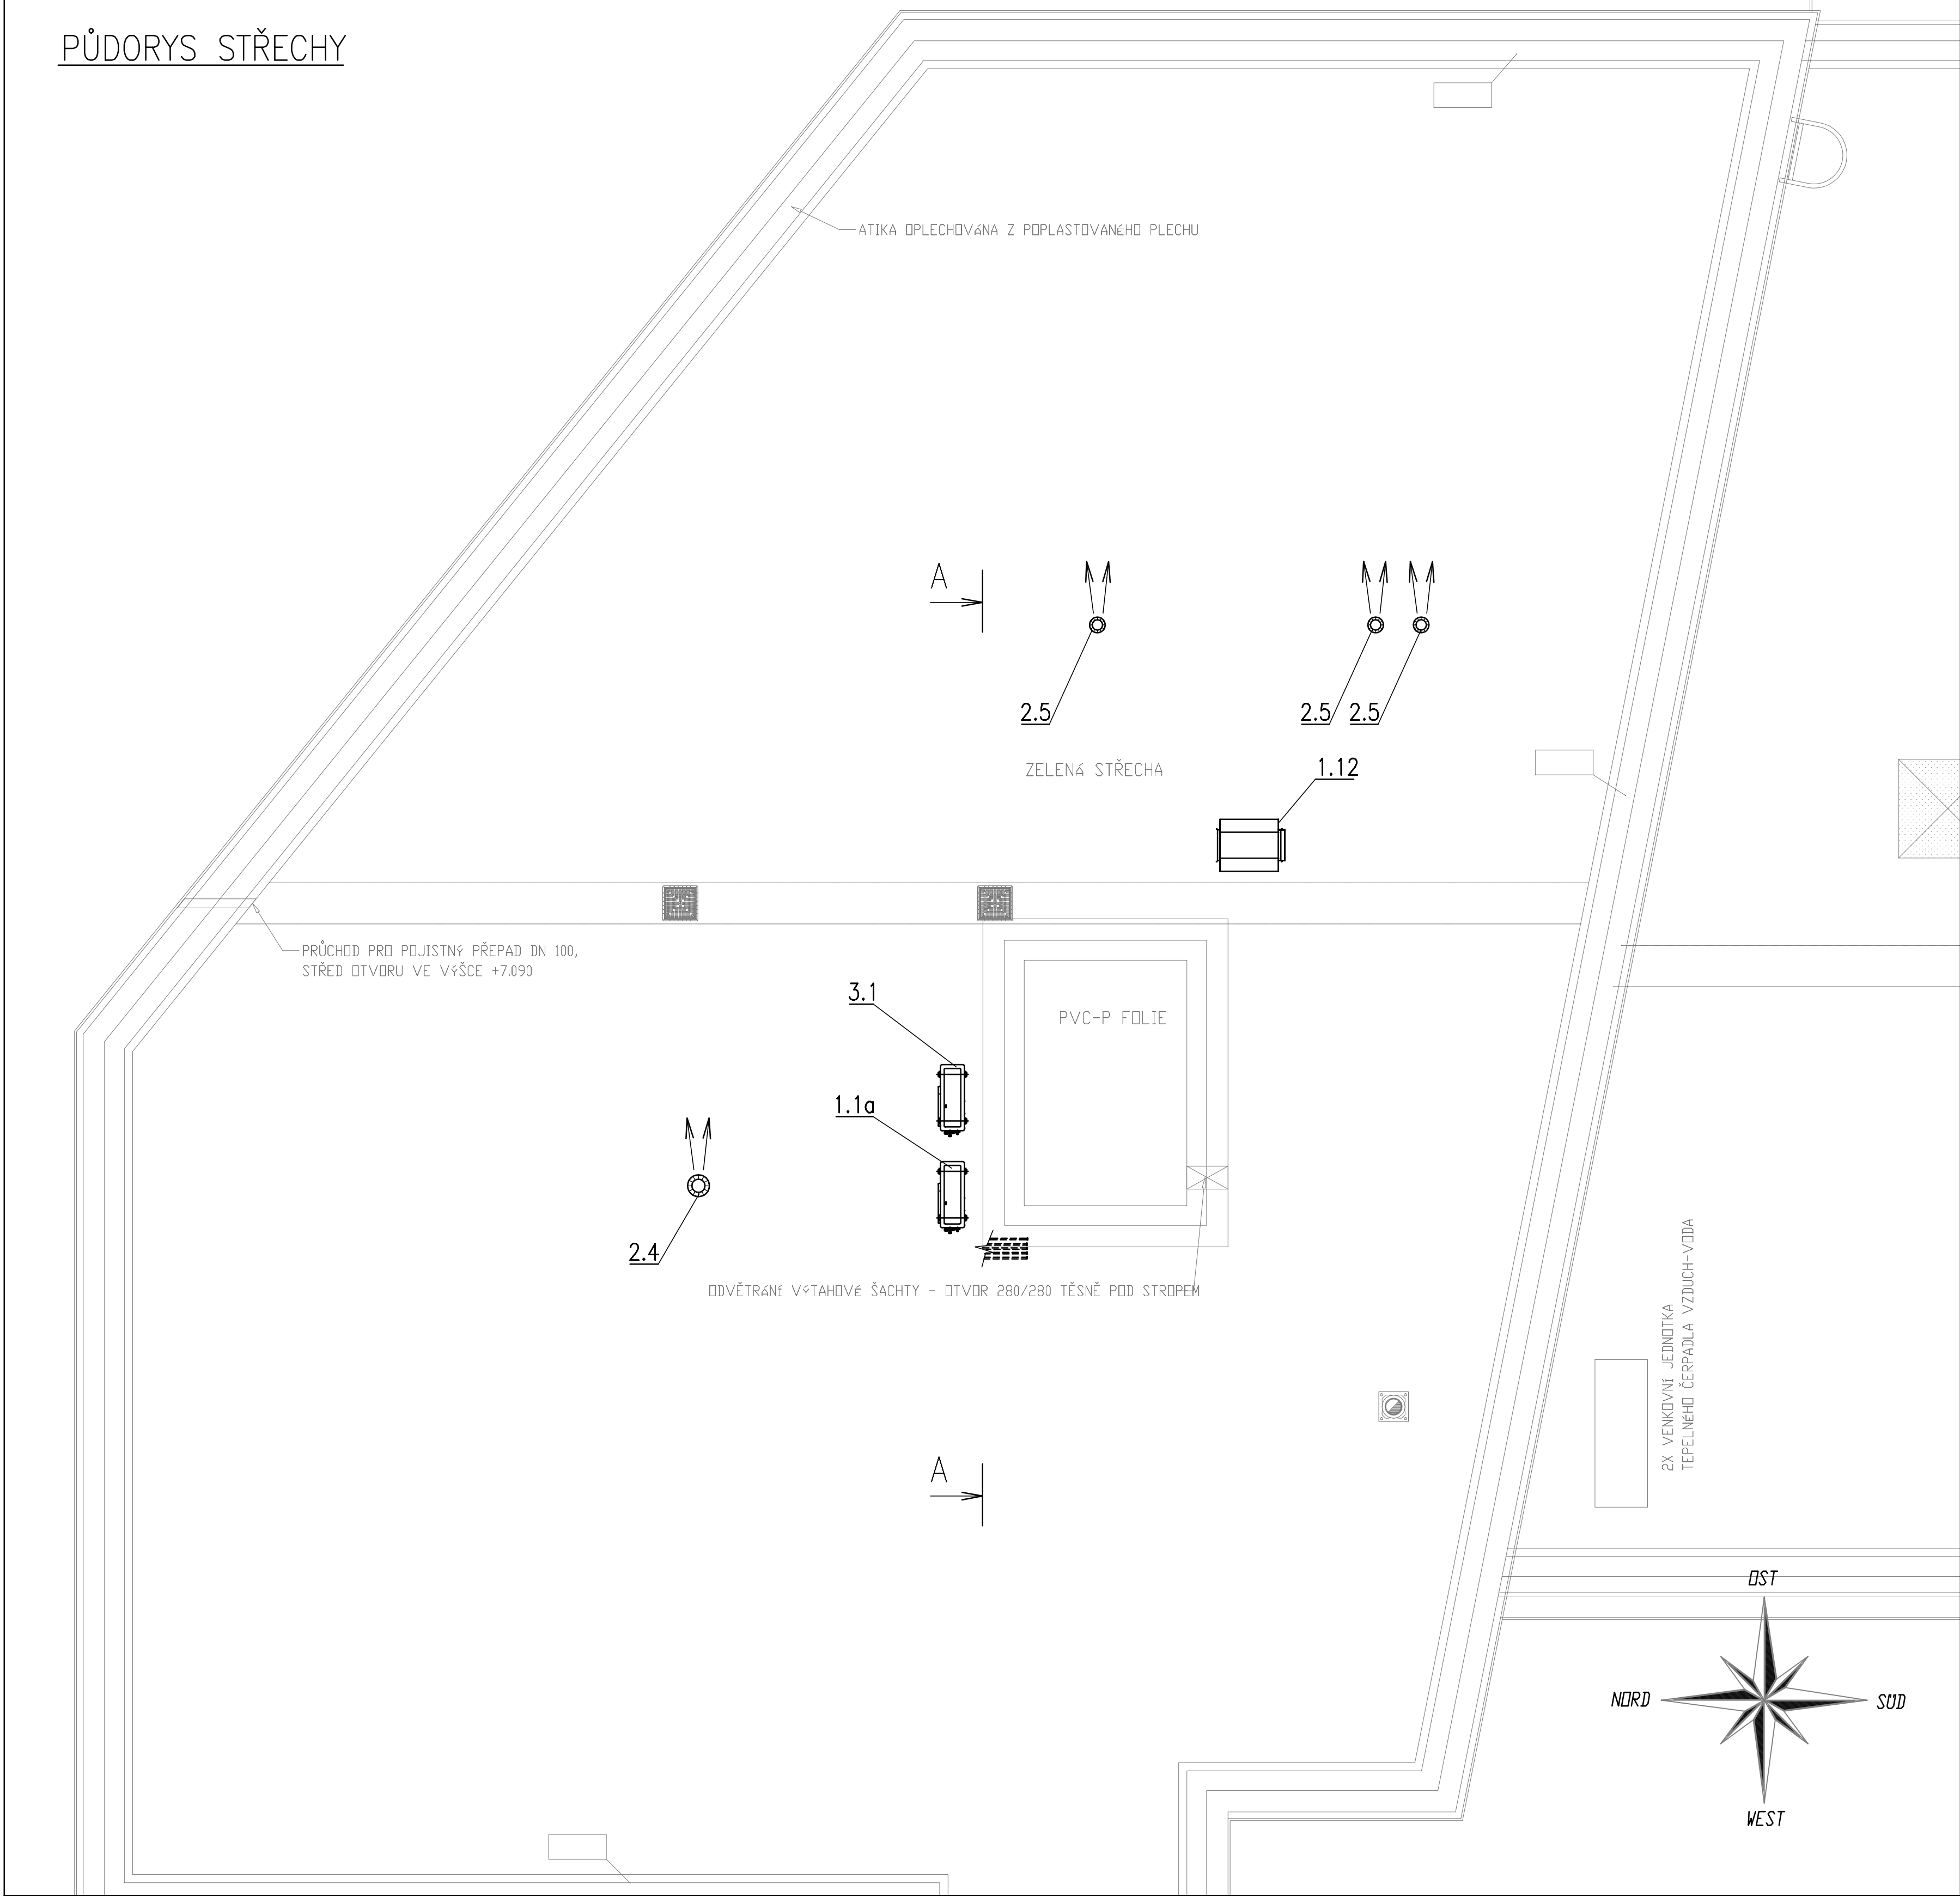 PŮDORYS STŘECHY
ATIKA OPLECHOVÁNA Z POPLASTOVANÉHO PLECHU
A
2.5
2.5
2.5
ZELENÁ STŘECHA
1.12
PRŮCHOD PRO POJISTNÝ PŘEPAD DN 100,
STŘED OTVORU VE VÝŠCE +7.090
3.1
PVC-P FOLIE
1.1a
2.4
ODVĚTRÁNÍ VÝTAHOVÉ ŠACHTY - OTVOR 280/280 TĚSNĚ POD STROPEM
2X VENKOVNÍ JEDNOTKA
TEPELNÉHO ČERPADLA VZDUCH-VODA
A
OST
NORD
SÜD
WEST